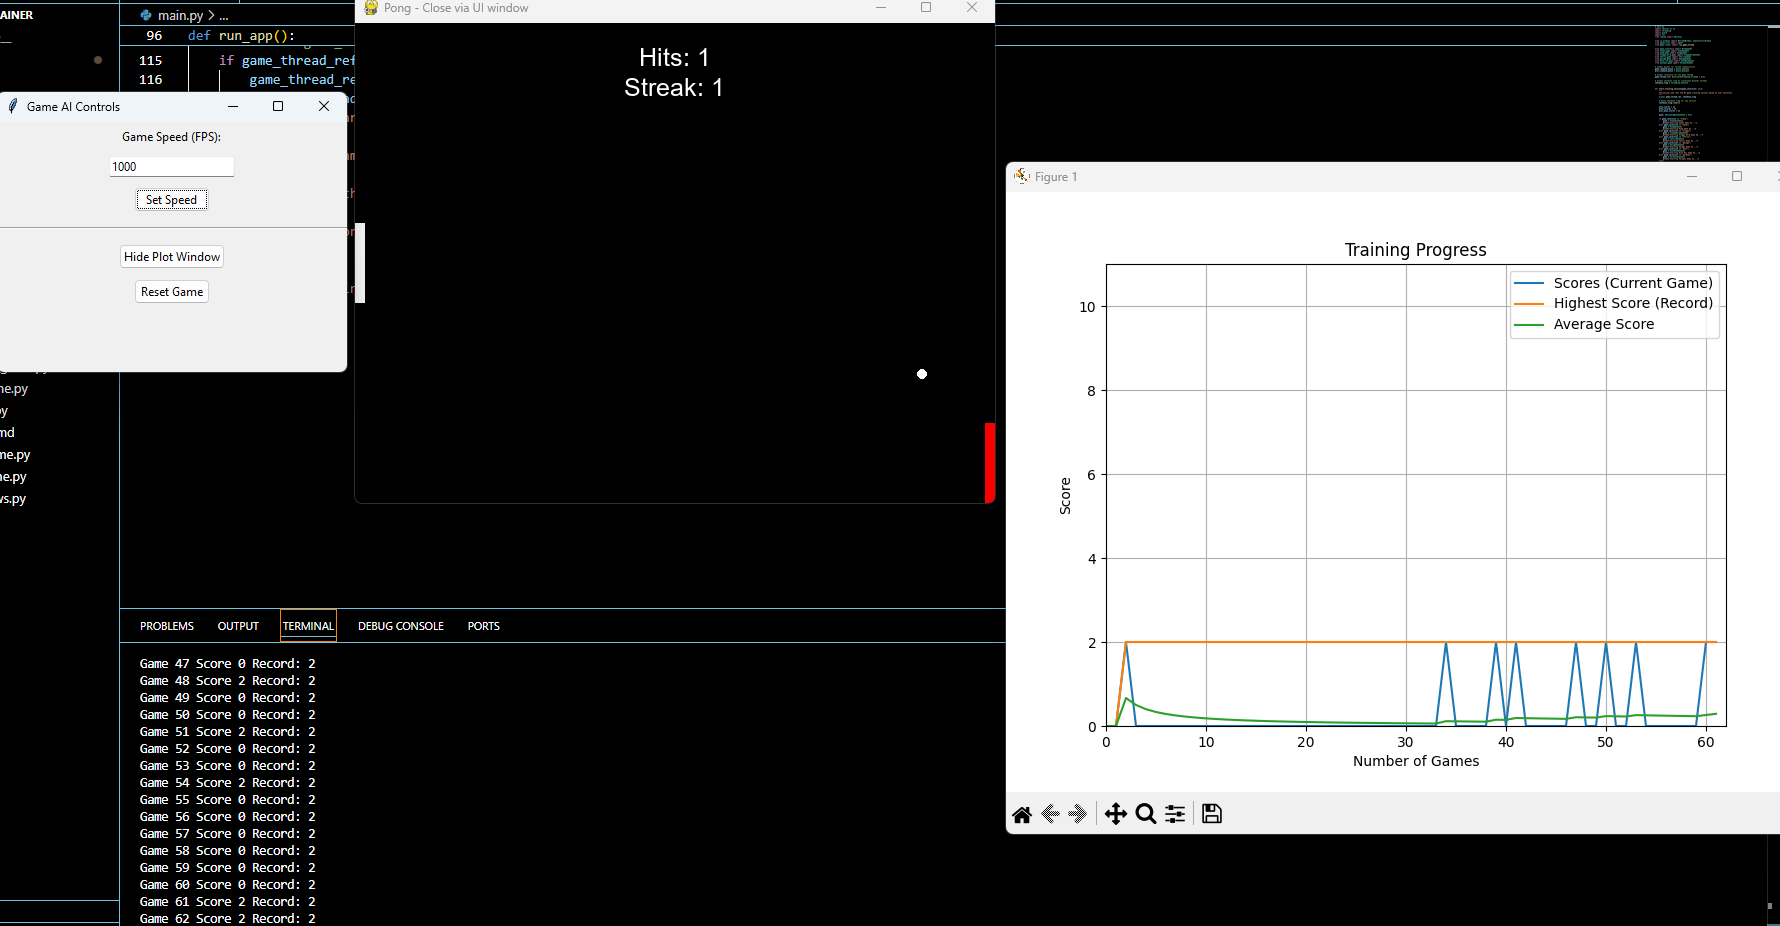 AINER
main.py > ...
96 def run_app():
115 if game_thread_ref
116 game_thread_re
ne.py
py
md
me.py
ne.py
ws.py
Game AI Controls
Game Speed (FPS):
1000
Set Speed
Hide Plot Window
Reset Game
Pong - Close via UI window
Hits: 1
Streak: 1
Figure 1
Training Progress
Scores (Current Game)
Highest Score (Record)
Average Score
Score
10
8
6
4
2
0
0 10 20 30 40 50 60
Number of Games
PROBLEMS OUTPUT TERMINAL DEBUG CONSOLE PORTS
Game 47 Score 0 Record: 2
Game 48 Score 2 Record: 2
Game 49 Score 0 Record: 2
Game 50 Score 0 Record: 2
Game 51 Score 2 Record: 2
Game 52 Score 0 Record: 2
Game 53 Score 0 Record: 2
Game 54 Score 2 Record: 2
Game 55 Score 0 Record: 2
Game 56 Score 0 Record: 2
Game 57 Score 0 Record: 2
Game 58 Score 0 Record: 2
Game 59 Score 0 Record: 2
Game 60 Score 0 Record: 2
Game 61 Score 2 Record: 2
Game 62 Score 2 Record: 2